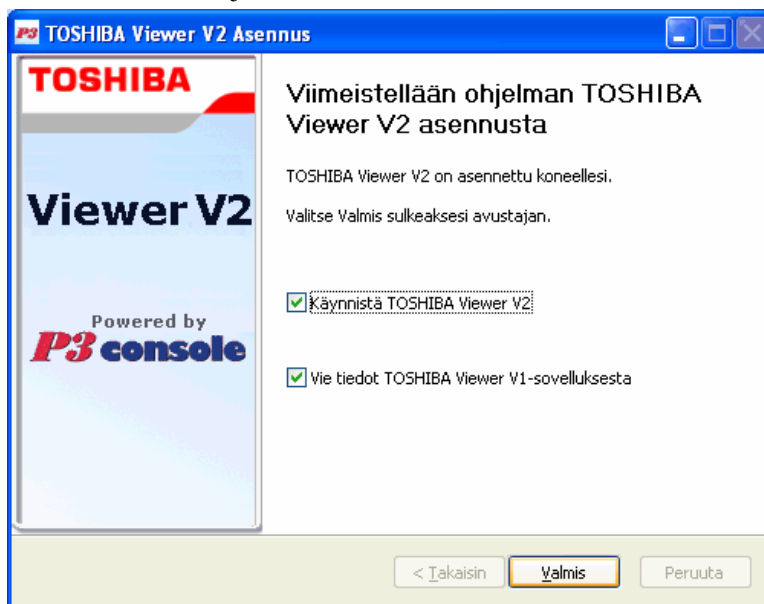 TOSHIBA Viewer V2 Asennus
TOSHIBA
Viewer V2
Powered by
P3 console
Viimeistellään ohjelman TOSHIBA
Viewer V2 asennusta
TOSHIBA Viewer V2 on asennettu koneellesi.
Valitse Valmis sulkeaksesi avustajan.
Käynnistä TOSHIBA Viewer V2
Vie tiedot TOSHIBA Viewer V1-sovelluksesta
< Takaisin
Valmis
Peruuta